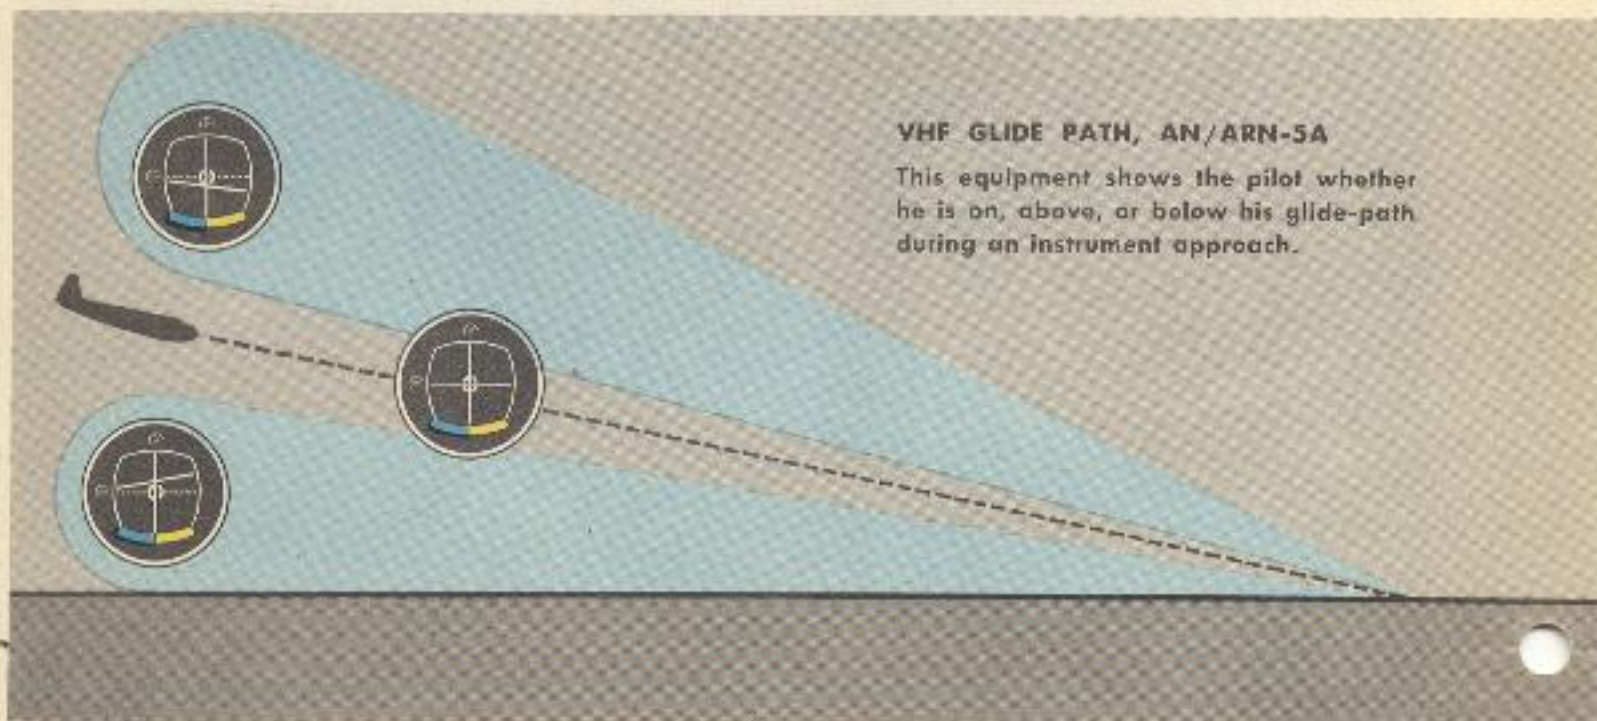 VHF GLIDE PATH, AN/ARN-5A
This equipment shows the pilot whether
he is on, above, or below his glide-path
during an instrument approach.